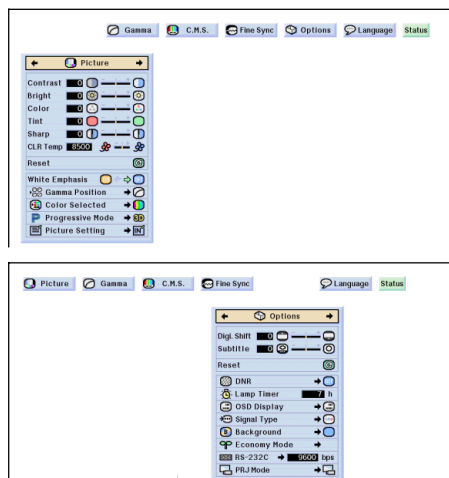 Gamma C.M.S. Fine Sync Options Language Status
Picture
Contrast 0
Bright 0
Color 0
Tint 0
Sharp 0
CLR Temp 8500
Reset
White Emphasis
Gamma Position
Color Selected
P Progressive Mode 3D
Picture Setting IN
Picture Gamma C.M.S. Fine Sync Language Status
Options
Digi. Shift 0
Subtitle 0
Reset
DNR
Lamp Timer 7 h
OSD Display
Signal Type
B Background
Economy Mode
RS-232C 9600 bps
PRJ Mode